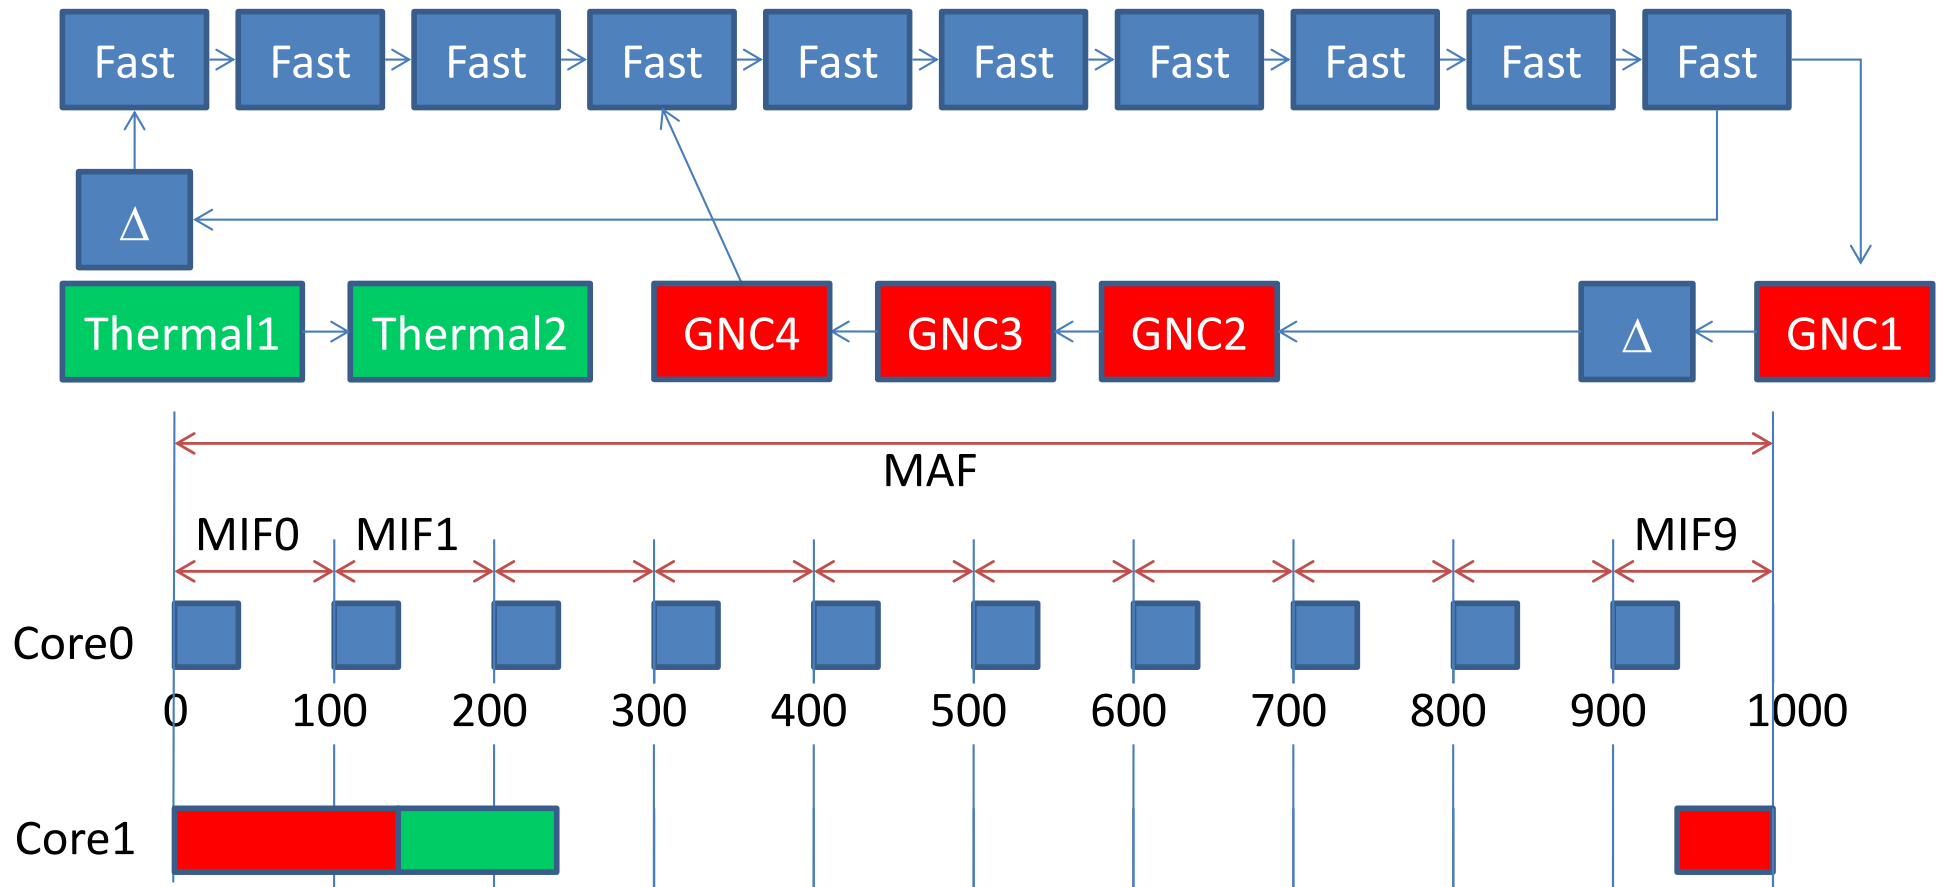 Fast Fast Fast Fast Fast Fast Fast Fast Fast Fast
Δ
Thermal1 Thermal2 GNC4 GNC3 GNC2 Δ GNC1
MAF
MIF0 MIF1 MIF9
Core0
0 100 200 300 400 500 600 700 800 900 1000
Core1